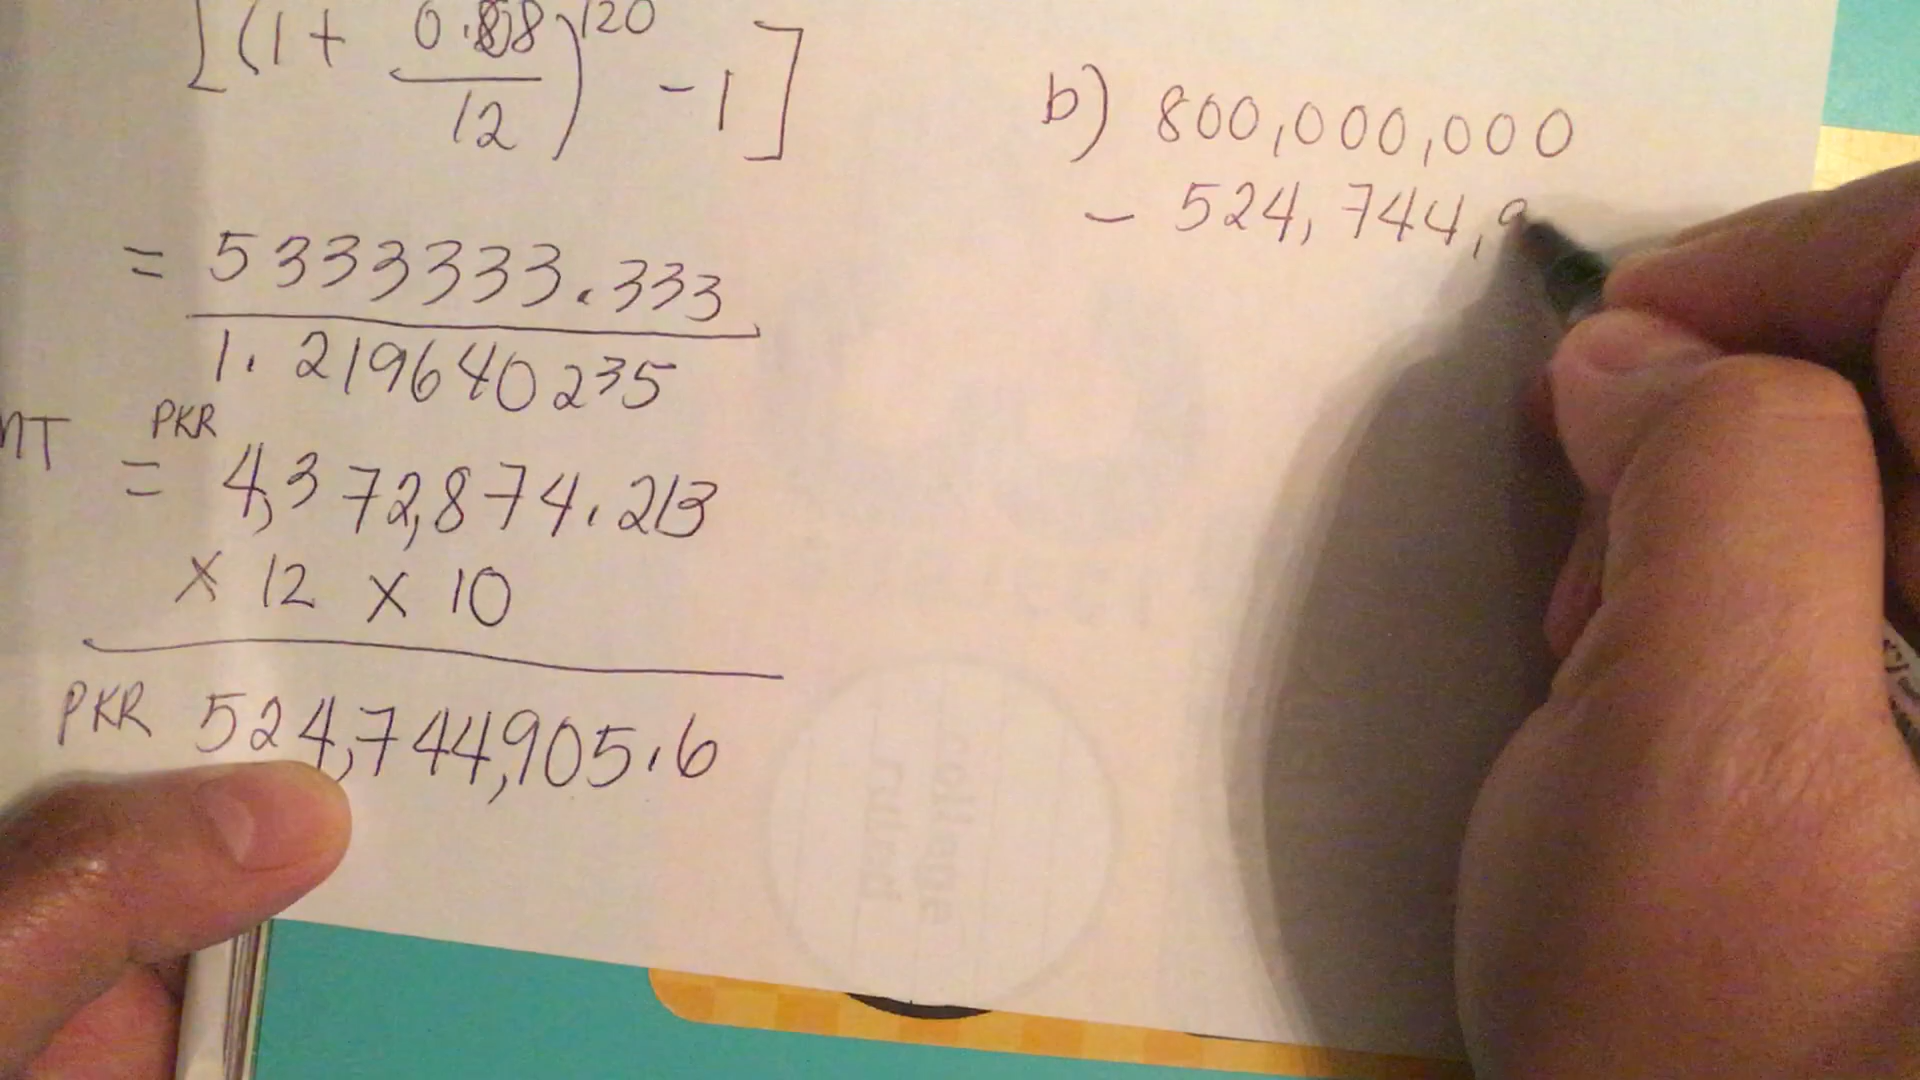 [(1 + 0.08)^120 - 1]
12
= 5333333.333
1.219640235
PKR
= 4,372,874.213
x 12 x 10
PKR 524,744,905.6
b) 800,000,000
- 524,744,9